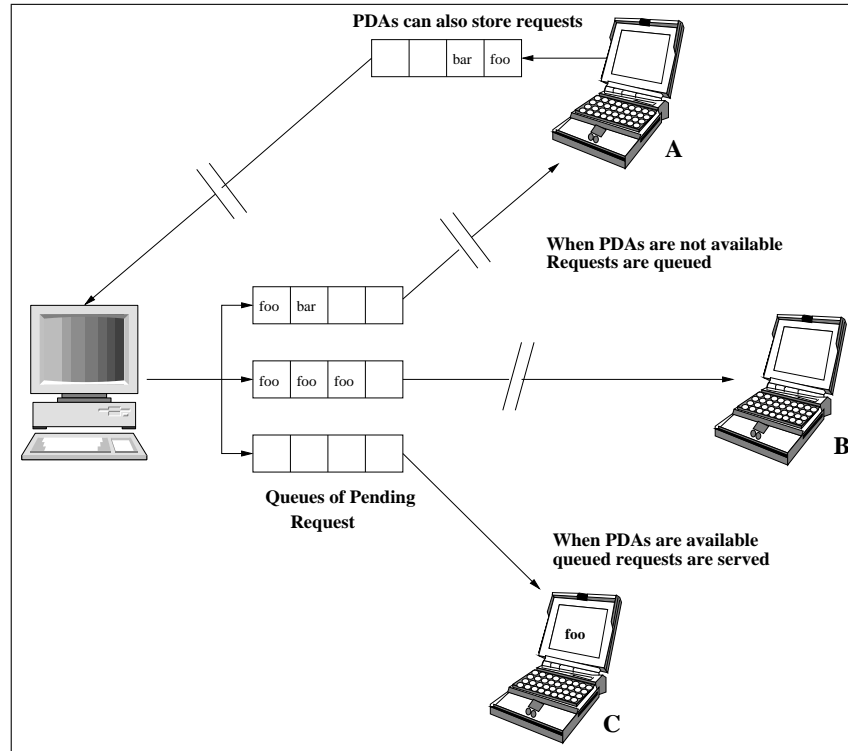 PDAs can also store requests
bar foo
A
When PDAs are not available
Requests are queued
foo bar
foo foo foo
B
Queues of Pending
Request
When PDAs are available
queued requests are served
foo
C